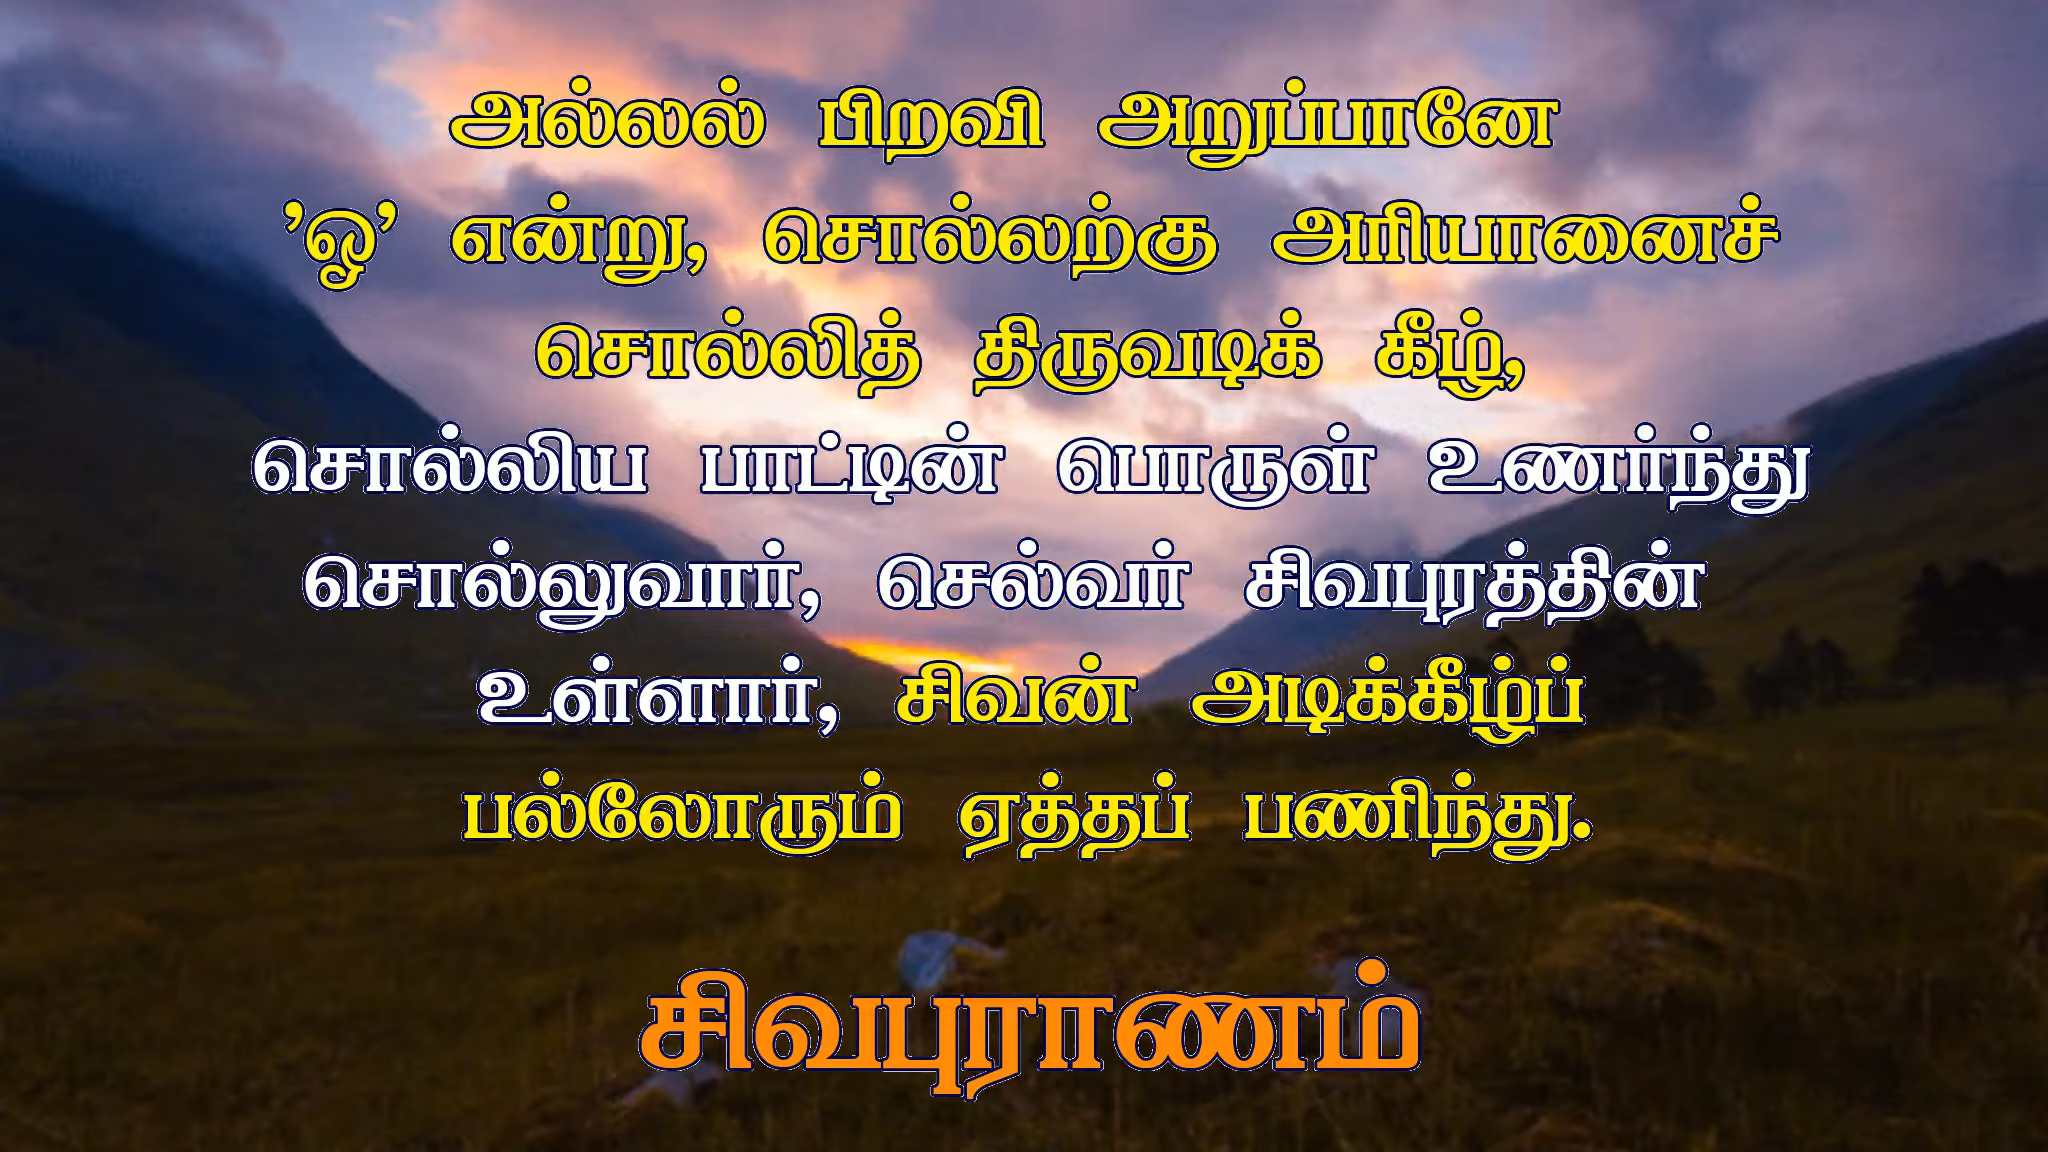 அல்லல் பிறவி அறுப்பானே
'ஓ' என்று, சொல்லற்கு அரியானைச்
சொல்லித் திருவடிக் கீழ்,
சொல்லிய பாட்டின் பொருள் உணர்ந்து
சொல்லுவார், செல்வர் சிவபுரத்தின்
உள்ளார், சிவன் அடிக்கீழ்ப்
பல்லோரும் ஏத்தப் பணிந்து.
சிவபுராணம்